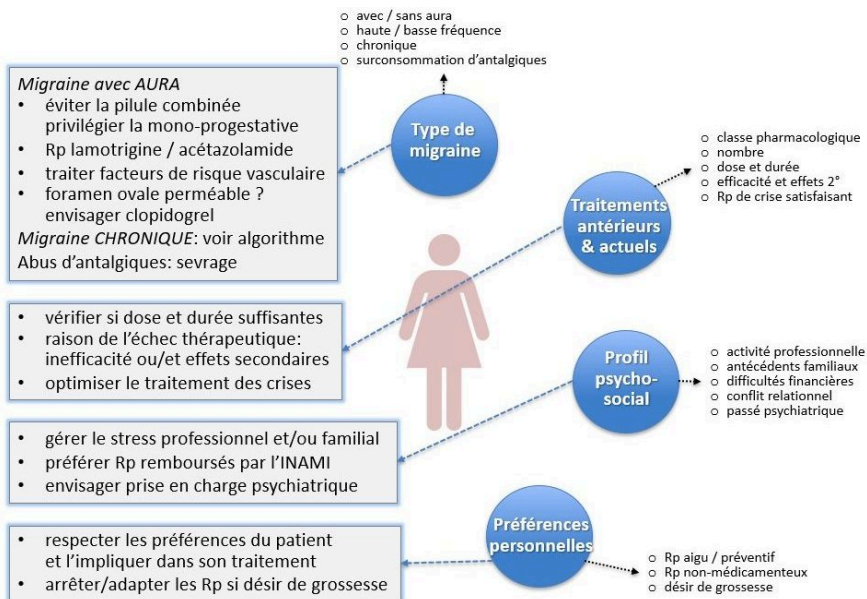 o avec / sans aura
o haute / basse fréquence
o chronique
o surconsommation d'antalgiques
Type de
migraine
Migraine avec AURA
• éviter la pilule combinée
privilégier la mono-progestative
• Rp lamotrigine / acétazolamide
• traiter facteurs de risque vasculaire
• foramen ovale perméable ?
envisager clopidogrel
Migraine CHRONIQUE: voir algorithme
Abus d'antalgiques: sevrage
Traitements
antérieurs
& actuels
o classe pharmacologique
o nombre
o dose et durée
o efficacité et effets 2°
o Rp de crise satisfaisant
• vérifier si dose et durée suffisantes
• raison de l'échec thérapeutique:
inefficacité ou/et effets secondaires
• optimiser le traitement des crises
Profil
psycho-
social
o activité professionnelle
o antécédents familiaux
o difficultés financières
o conflit relationnel
o passé psychiatrique
• gérer le stress professionnel et/ou familial
• préférer Rp remboursés par l'INAMI
• envisager prise en charge psychiatrique
Préférences
personnelles
o Rp aigu / préventif
o Rp non-médicamenteux
o désir de grossesse
• respecter les préférences du patient
et l'impliquer dans son traitement
• arrêter/adapter les Rp si désir de grossesse